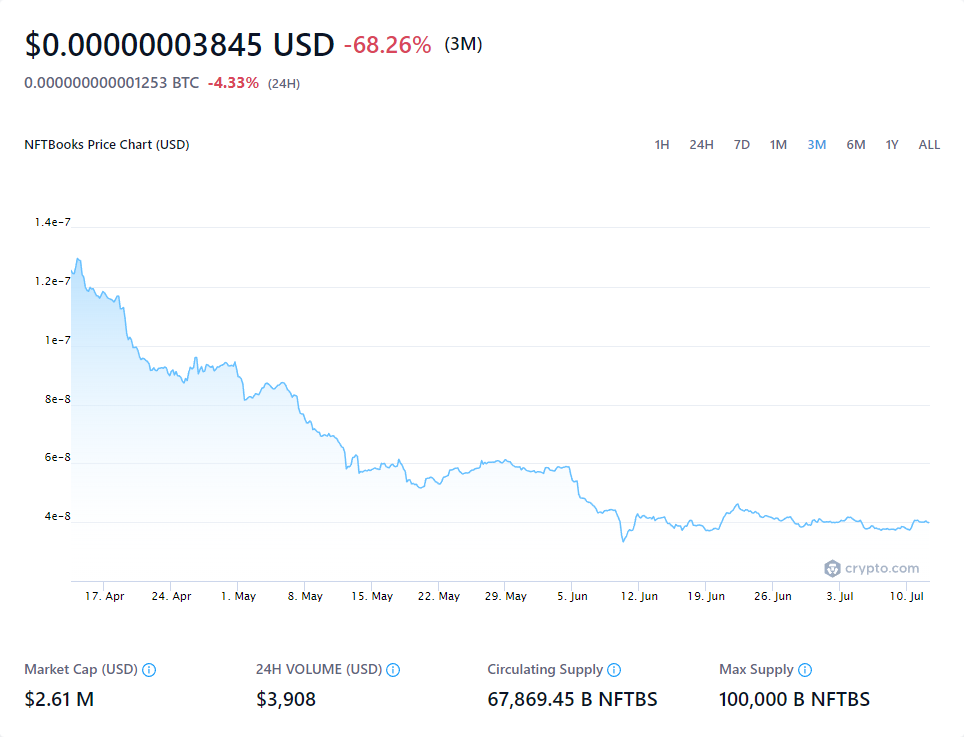 $0.00000003845 USD -68.26% (3M)
0.000000000001253 BTC -4.33% (24H)
NFTBooks Price Chart (USD) 1H 24H 7D 1M 3M 6M 1Y ALL
1.4e-7
1.2e-7
1e-7
8e-8
6e-8
4e-8
crypto.com
17. Apr 24. Apr 1. May 8. May 15. May 22. May 29. May 5. Jun 12. Jun 19. Jun 26. Jun 3. Jul 10. Jul
Market Cap (USD) 24H VOLUME (USD) Circulating Supply Max Supply
$2.61 M $3,908 67,869.45 B NFTBS 100,000 B NFTBS